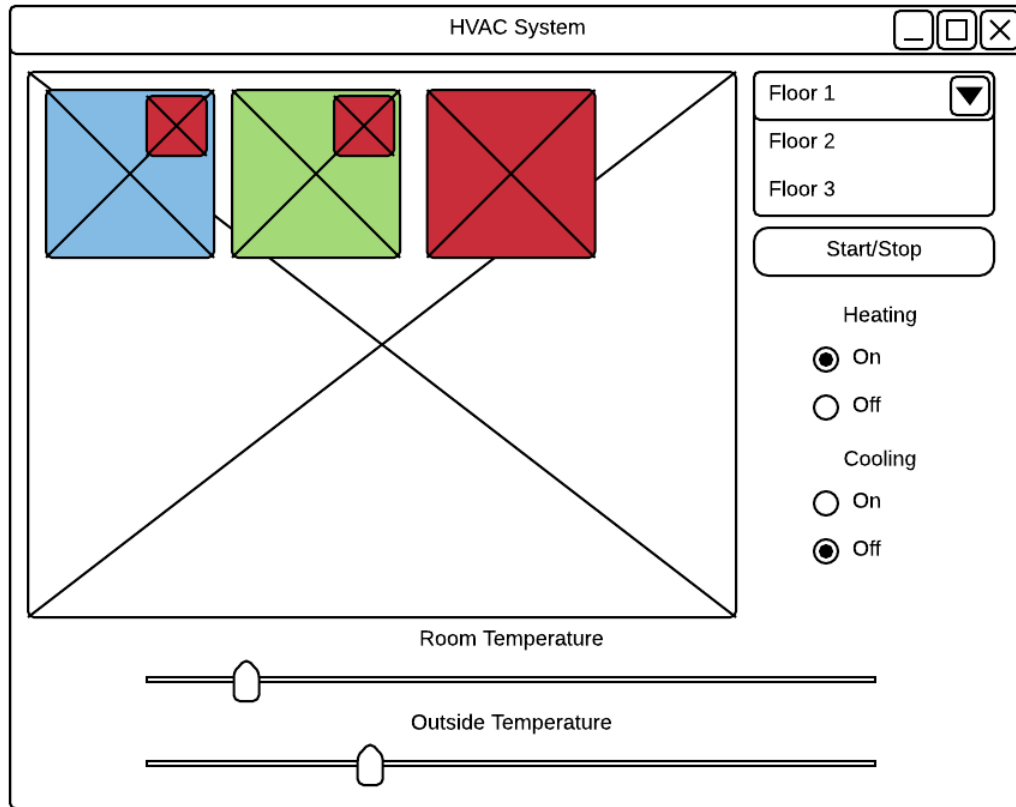 HVAC System
Floor 1
Floor 2
Floor 3
Start/Stop
Heating
On
Off
Cooling
On
Off
Room Temperature
Outside Temperature